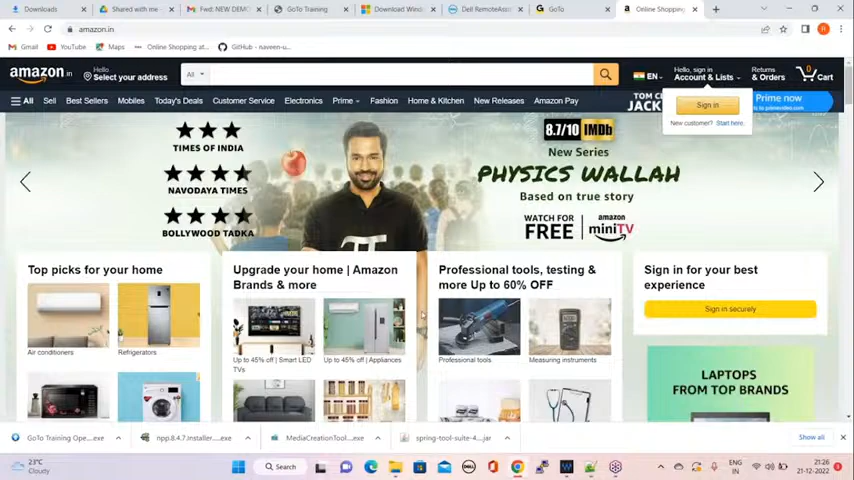 Downloads
Shared with me -
Fwd: NEW DEMO
GoTo Training
Download Wind
Dell RemoteAssi
GoTo
Online Shopping
amazon.in
Gmail
YouTube
Maps
Online Shopping at...
GitHub - naveen-u...
amazon.in
Hello
Select your address
All
EN
Hello, sign in
Account & Lists
Returns
& Orders
0
Cart
All
Sell
Best Sellers
Mobiles
Today's Deals
Customer Service
Electronics
Prime
Fashion
Home & Kitchen
New Releases
Amazon Pay
TOM CL
JACK
Prime now
Sign in
New customer? Start here.
TIMES OF INDIA
NAVODAYA TIMES
BOLLYWOOD TADKA
8.7/10 IMDb
New Series
PHYSICS WALLAH
Based on true story
WATCH FOR
FREE
amazon
miniTV
Top picks for your home
Air conditioners
Refrigerators
Upgrade your home | Amazon
Brands & more
Up to 45% off | Smart LED
TVs
Up to 45% off | Appliances
Professional tools, testing &
more Up to 60% OFF
Professional tools
Measuring instruments
Sign in for your best
experience
Sign in securely
LAPTOPS
FROM TOP BRANDS
GoTo Training Ope....exe
npp.8.4.7.Installer....exe
MediaCreationTool....exe
spring-tool-suite-4....jar
Show all
23°C
Cloudy
Search
ENG
IN
21:26
21-12-2022